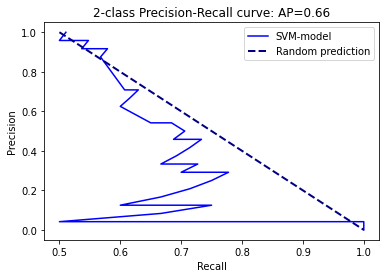 2-class Precision-Recall curve: AP=0.66
SVM-model
Random prediction
Precision
1.0
0.8
0.6
0.4
0.2
0.0
0.5
0.6
0.7
0.8
0.9
1.0
Recall